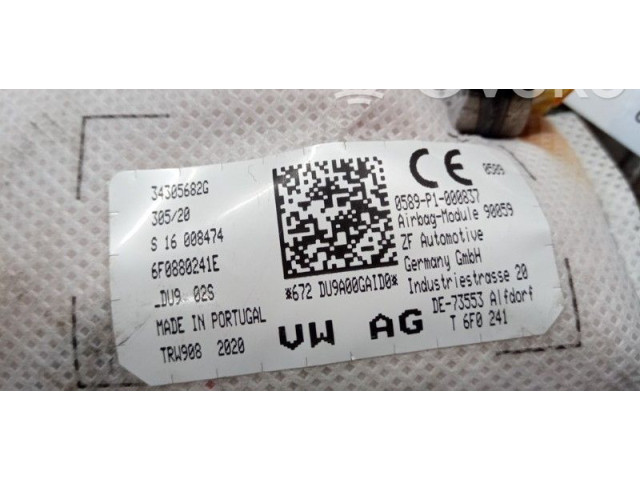 34305682G
305/20
S 16 008474
6F0880241E
_DU9_ 02S
MADE IN PORTUGAL
TRW908 2020
*672 DU9A00GAID0*
VW AG
CE 0589
0589-P1-000837
Airbag-Module 90059
ZF Automotive
Germany GmbH
Industriestrasse 20
DE-73553 Alfdorf
T 6F0 241